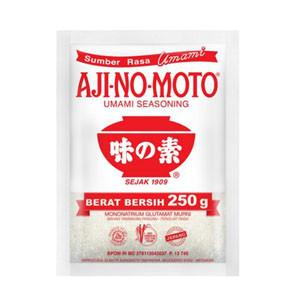 Sumber Rasa Umami
AJI-NO-MOTO®
UMAMI SEASONING
味の素
SEJAK 1909
BERAT BERSIH 250 g
MONONATRIUM GLUTAMAT MURNI